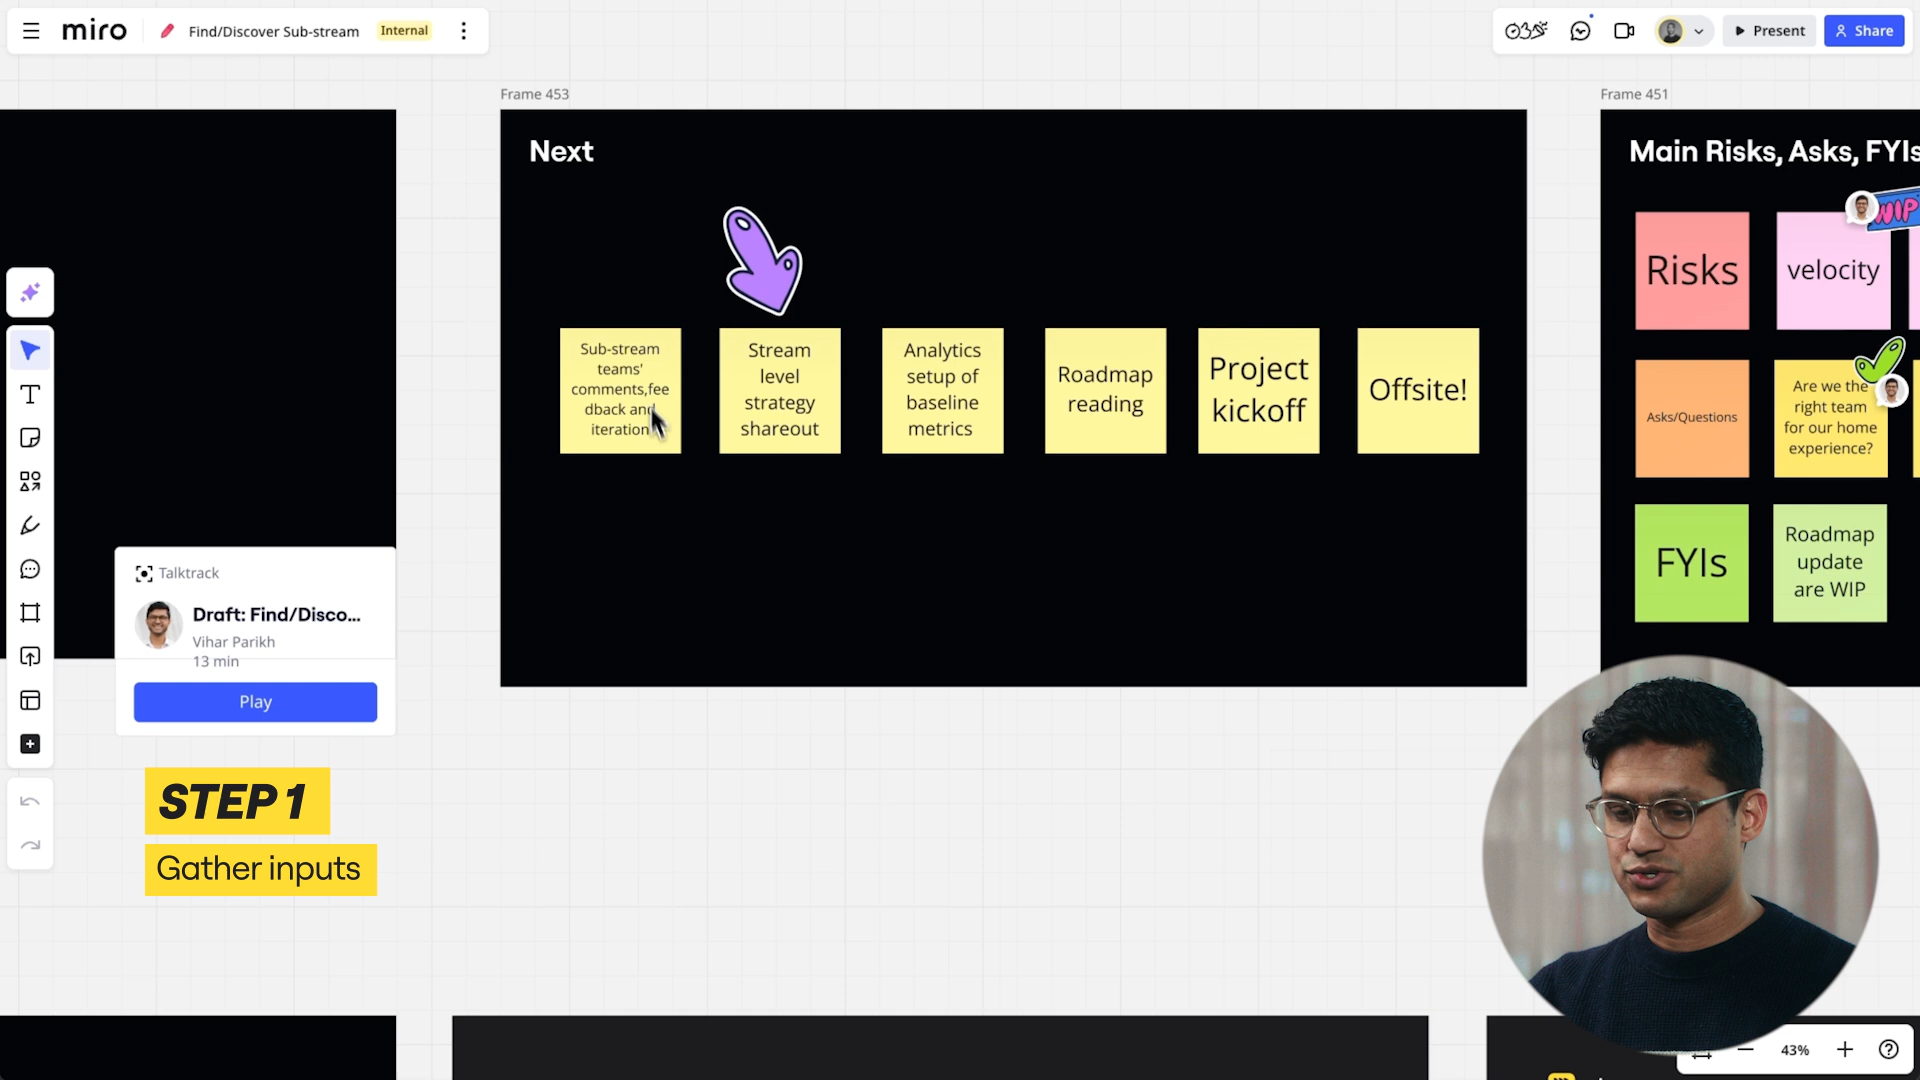 miro
Find/Discover Sub-stream
Internal
Present
Share
Frame 453
Frame 451
Next
Main Risks, Asks, FYIs
WIP
Sub-stream
teams'
comments,fee
dback and
iteration
Stream
level
strategy
shareout
Analytics
setup of
baseline
metrics
Roadmap
reading
Project
kickoff
Offsite!
Risks
velocity
Asks/Questions
Are we the
right team
for our home
experience?
FYIs
Roadmap
update
are WIP
Talktrack
Draft: Find/Disco...
Vihar Parikh
13 min
Play
STEP 1
Gather inputs
43%